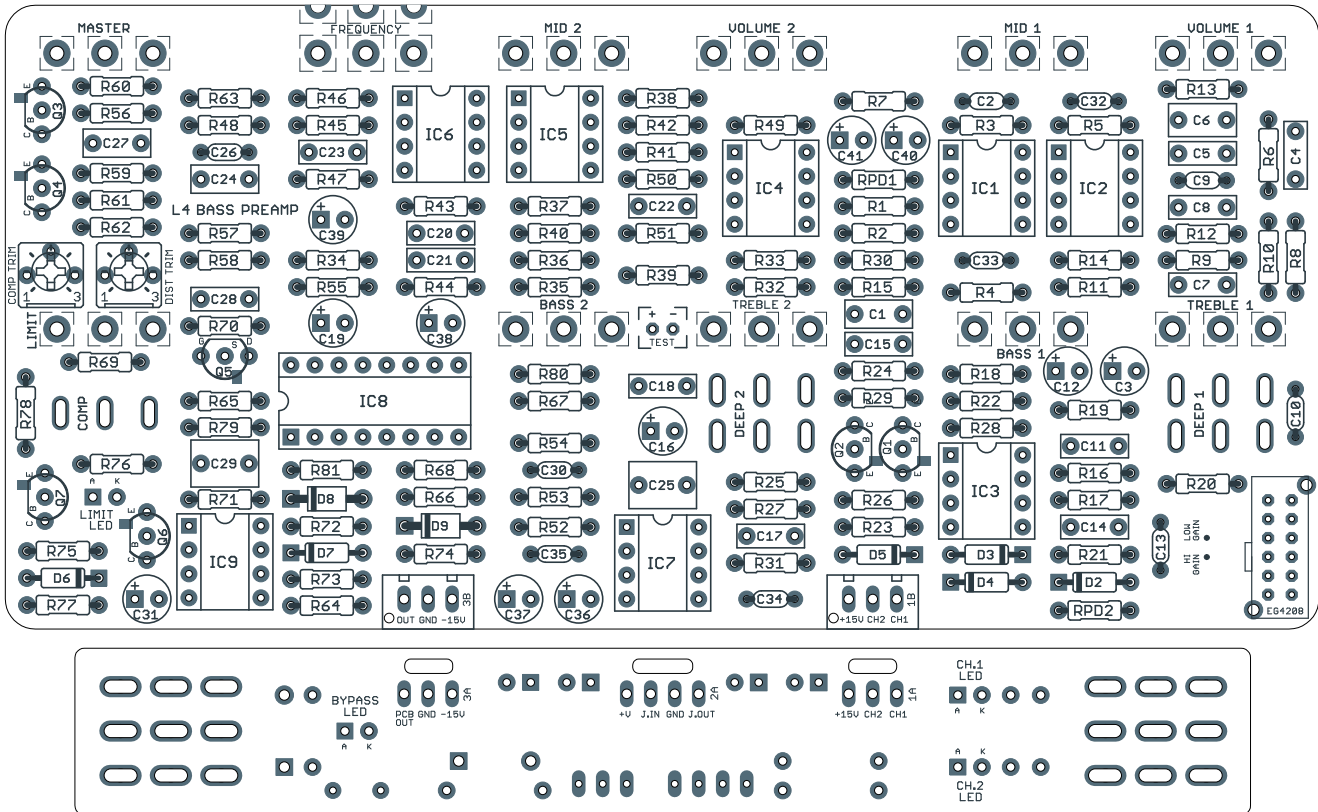 MASTER
FREQUENCY
MID 2
VOLUME 2
MID 1
VOLUME 1
R60
R63
R46
R38
R7
C2
C32
R13
E
Q3
B
C
R56
R48
R45
IC6
IC5
R42
R49
+
C41
+
C40
R3
R5
C6
C27
C26
C23
R41
IC4
IC1
IC2
C5
R6
C4
E
Q4
B
C
R59
C24
R47
R50
RPD1
C9
R61
L4 BASS PREAMP
+
C39
R43
R37
C22
R1
C8
R62
R57
C20
R40
R51
R2
R12
R10
R8
COMP TRIM
1
3
DIST TRIM
1
3
R58
R34
C21
R36
R39
R33
R30
C33
R14
R9
C28
R55
R44
R35
R32
R15
R4
R11
C7
LIMIT
R70
+
C19
+
C38
BASS 2
+ -
TEST
TREBLE 2
C1
BASS 1
TREBLE 1
R69
G
S
D
Q5
C15
+
C12
+
C3
R78
COMP
R65
IC8
R80
C18
DEEP 2
R24
R18
DEEP 1
C10
R79
R67
+
C16
R29
R22
R19
R76
C29
R54
Q2
C
B
E
Q1
C
B
E
R28
C11
E
Q7
B
C
A
K
LIMIT
LED
R71
R81
R68
C30
C25
R25
IC3
R16
R20
D8
R66
R53
R27
R26
R17
E
Q6
B
C
R72
D9
R52
C17
R23
C14
C13
LOW
GAIN
HI
GAIN
R75
IC9
D7
R74
C35
IC7
R31
D5
D3
R21
D6
R73
D4
D2
R77
+
C31
R64
OUT GND -15V
3B
+
C37
+
C36
C34
+15V CH2 CH1
1B
RPD2
EG4208
BYPASS
LED
A
K
PCB GND -15V
OUT
3A
+V J.IN GND J.OUT
2A
+15V CH2 CH1
1A
CH.1
LED
A
K
A
K
CH.2
LED